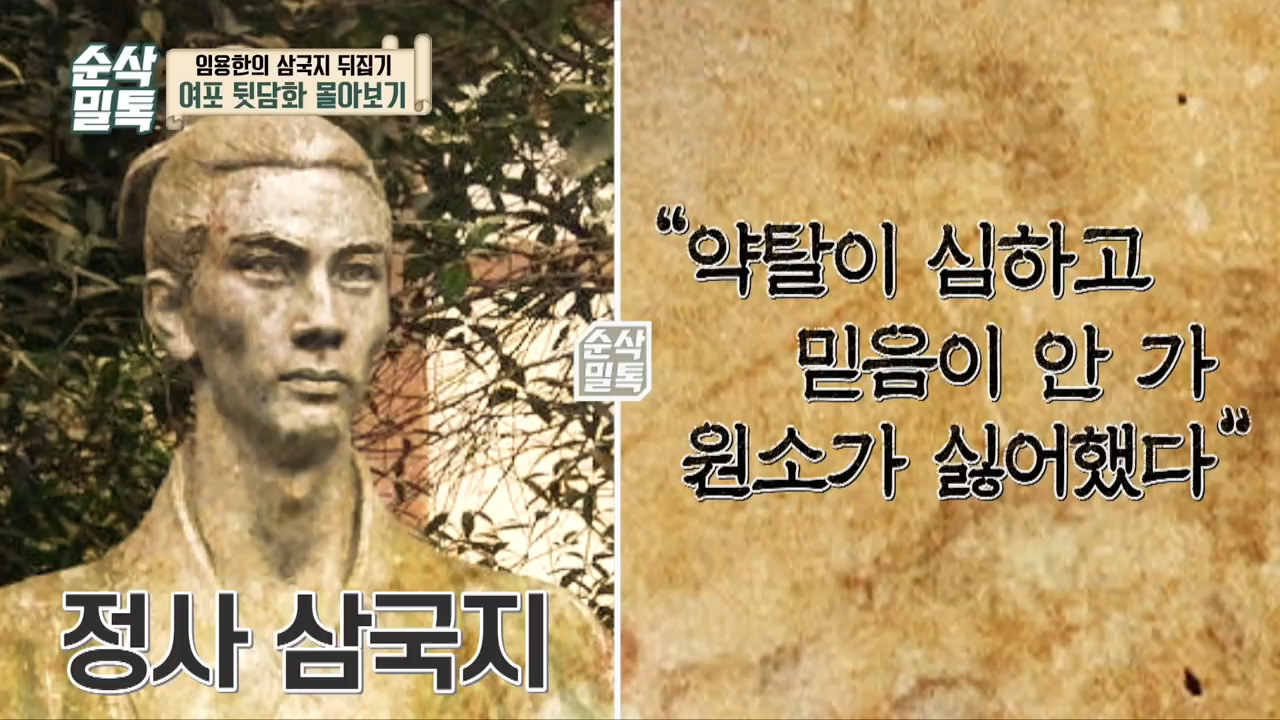 순삭
밀톡
임용한의 삼국지 뒤집기
여포 뒷담화 몰아보기
순삭
밀톡
“약탈이 심하고
믿음이 안 가
원소가 싫어했다”
정사 삼국지